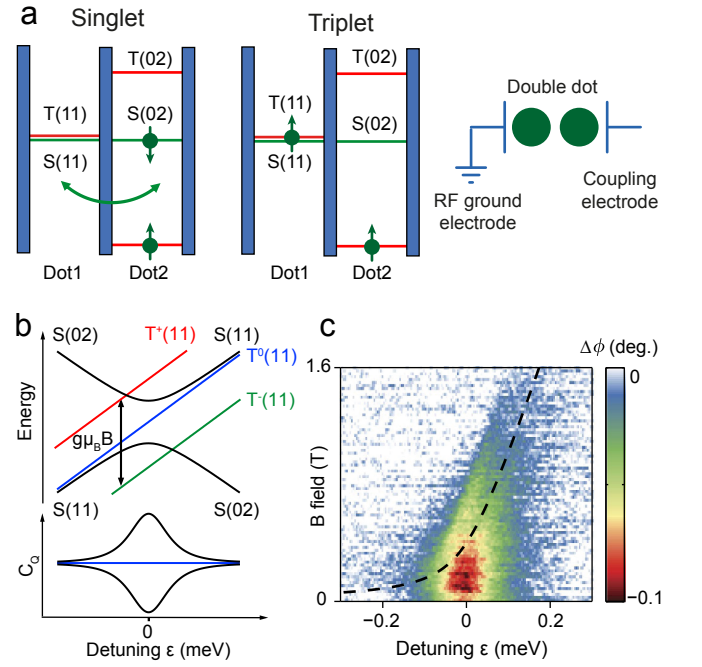 a
Singlet
Triplet
T(02)
T(11)
S(02)
S(11)
Dot1
Dot2
T(02)
T(11)
S(02)
S(11)
Dot1
Dot2
Double dot
RF ground
electrode
Coupling
electrode
b
S(02)
T⁺(11)
S(11)
T⁰(11)
T⁻(11)
gμ_BB
Energy
S(11)
S(02)
C_Q
0
Detuning ε (meV)
c
Δϕ (deg.)
1.6
0
B field (T)
0
−0.1
−0.2
0
0.2
Detuning ε (meV)